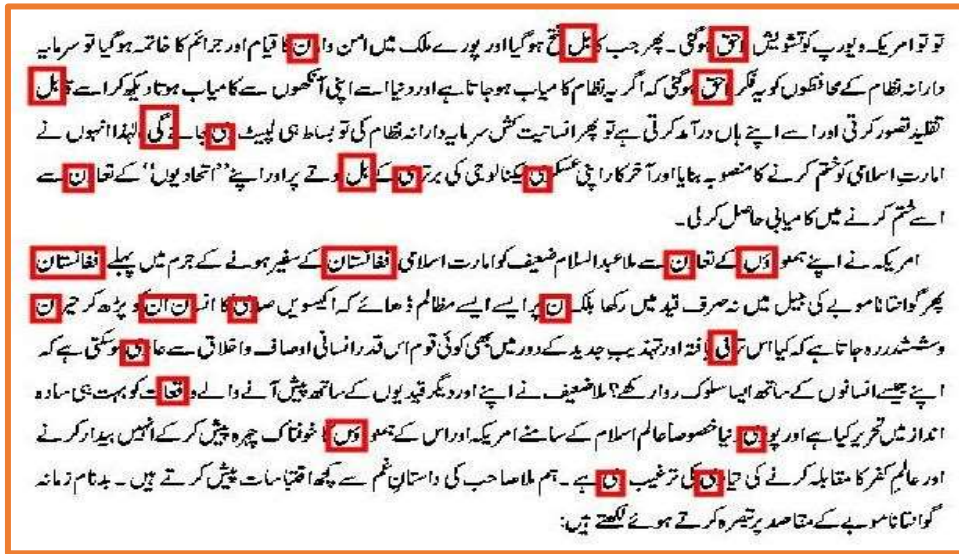 تو تو امریکہ و یورپ کو تشویش لاحق ہوگئی۔ پھر جب کابل فتح ہوگیا اور پورے ملک میں امن وامان کا قیام اور جرائم کا خاتمہ ہوگیا تو سرمایہ
دارانہ نظام کے محافظوں کو یہ فکر لاحق ہوگئی کہ اگر یہ نظام کامیاب ہوجاتا ہے اور دنیا اسے اپنی آنکھوں سے کامیاب ہوتا دیکھ کر اسے قابل
تقلید تصور کرتی اور اسے اپنے ہاں درآمد کرتی ہے تو پھر انسانیت کش سرمایہ دارانہ نظام کی تو بساط ہی لپیٹ دی جائے گی۔ لہٰذا انہوں نے
امارتِ اسلامی کو ختم کرنے کا منصوبہ بنایا اور آخر کار اپنی عسکری ٹیکنالوجی کی برتری کے بل بوتے پر اور اپنے ”اتحادیوں“ کے تعاون سے
اسے ختم کرنے میں کامیابی حاصل کرلی۔
امریکہ نے اپنے ہمنواؤں کے تعاون سے ملا عبدالسلام ضعیف کو امارت اسلامی افغانستان کے سفیر ہونے کے جرم میں پہلے افغانستان
پھر گوانتانامو بے کی جیل میں نہ صرف قید میں رکھا بلکہ ان پر ایسے ایسے مظالم ڈھائے کہ اکیسویں صدی کا انسان ان کو پڑھ کر حیران
وششدر رہ جاتا ہے کہ کیا اس ترقی یافتہ اور تہذیب جدید کے دور میں بھی کوئی قوم اس قدر انسانی اوصاف واخلاق سے عاری ہوسکتی ہے کہ
اپنے جیسے انسانوں کے ساتھ ایسا سلوک روا رکھے؟ ملا ضعیف نے اپنے اور دیگر قیدیوں کے ساتھ پیش آنے والے واقعات کو بہت ہی سادہ
انداز میں تحریر کیا ہے اور پوری دنیا خصوصاً عالم اسلام کے سامنے امریکہ اور اس کے ہمنواؤں کا خوفناک چہرہ پیش کرکے انہیں بیدار کرنے
اور عالمِ کفر کا مقابلہ کرنے کی تیاری کی ترغیب دی ہے۔ ہم ملا صاحب کی داستانِ غم سے کچھ اقتباسات پیش کرتے ہیں۔ بدنام زمانہ
گوانتانامو بے کے مقاصد پر تبصرہ کرتے ہوئے لکھتے ہیں: